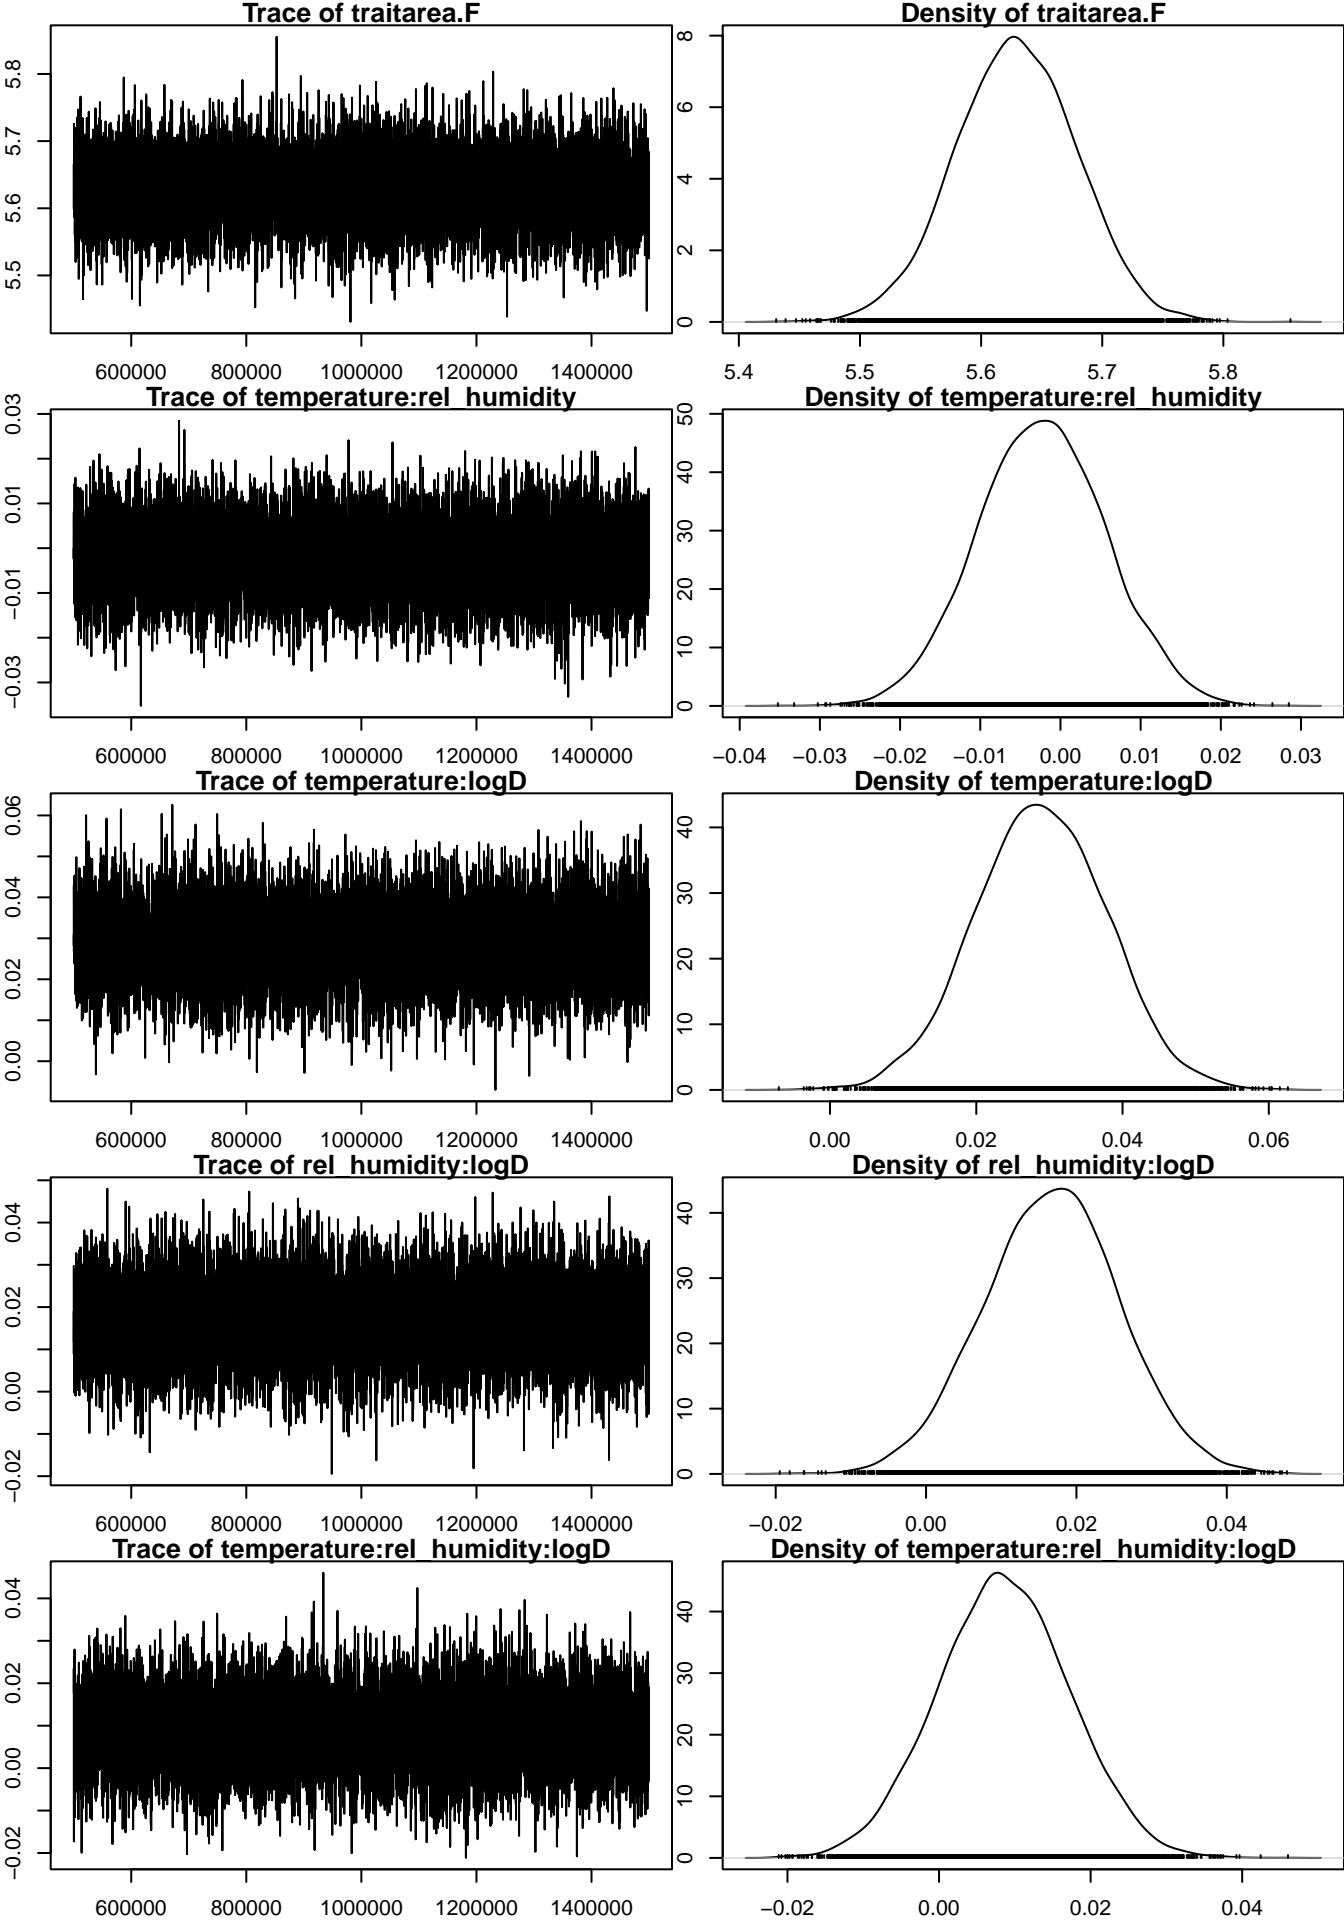 Trace of traitarea.F
5.5 5.6 5.7 5.8
600000 800000 1000000 1200000 1400000
Density of traitarea.F
0 2 4 6 8
5.4 5.5 5.6 5.7 5.8
Trace of temperature:rel_humidity
−0.03 −0.01 0.01 0.03
600000 800000 1000000 1200000 1400000
Density of temperature:rel_humidity
0 10 20 30 40 50
−0.04 −0.03 −0.02 −0.01 0.00 0.01 0.02 0.03
Trace of temperature:logD
0.00 0.02 0.04 0.06
600000 800000 1000000 1200000 1400000
Density of temperature:logD
0 10 20 30 40
0.00 0.02 0.04 0.06
Trace of rel_humidity:logD
−0.02 0.00 0.02 0.04
600000 800000 1000000 1200000 1400000
Density of rel_humidity:logD
0 10 20 30 40
−0.02 0.00 0.02 0.04
Trace of temperature:rel_humidity:logD
−0.02 0.00 0.02 0.04
600000 800000 1000000 1200000 1400000
Density of temperature:rel_humidity:logD
0 10 20 30 40
−0.02 0.00 0.02 0.04